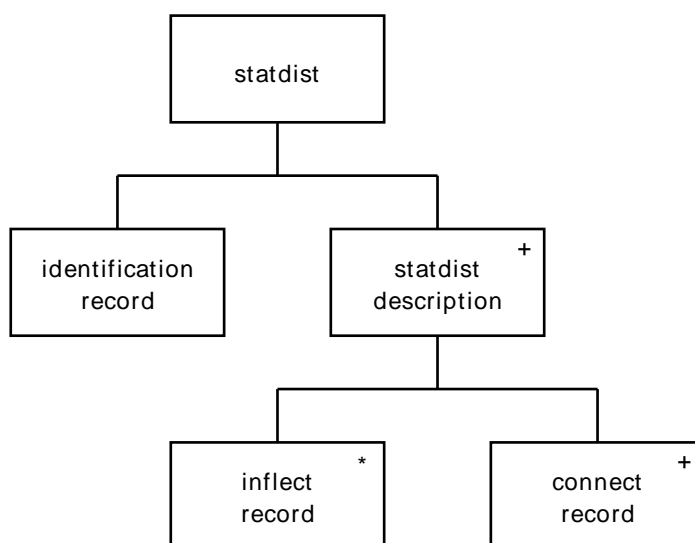 statdist
identification
record
+
statdist
description
*
inflect
record
+
connect
record